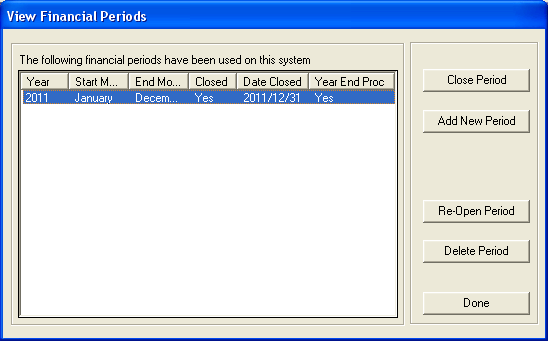 View Financial Periods
The following financial periods have been used on this system
Year Start M... End Mo... Closed Date Closed Year End Proc
2011 January Decem... Yes 2011/12/31 Yes
Close Period
Add New Period
Re-Open Period
Delete Period
Done